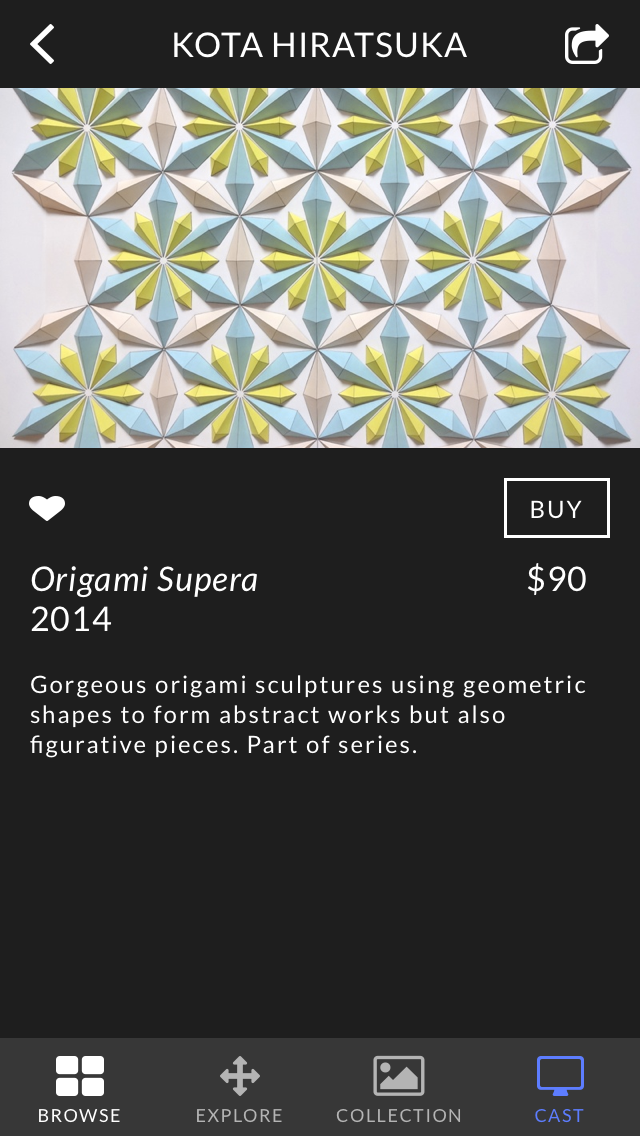 KOTA HIRATSUKA
BUY
Origami Supera
$90
2014
Gorgeous origami sculptures using geometric
shapes to form abstract works but also
figurative pieces. Part of series.
BROWSE
EXPLORE
COLLECTION
CAST